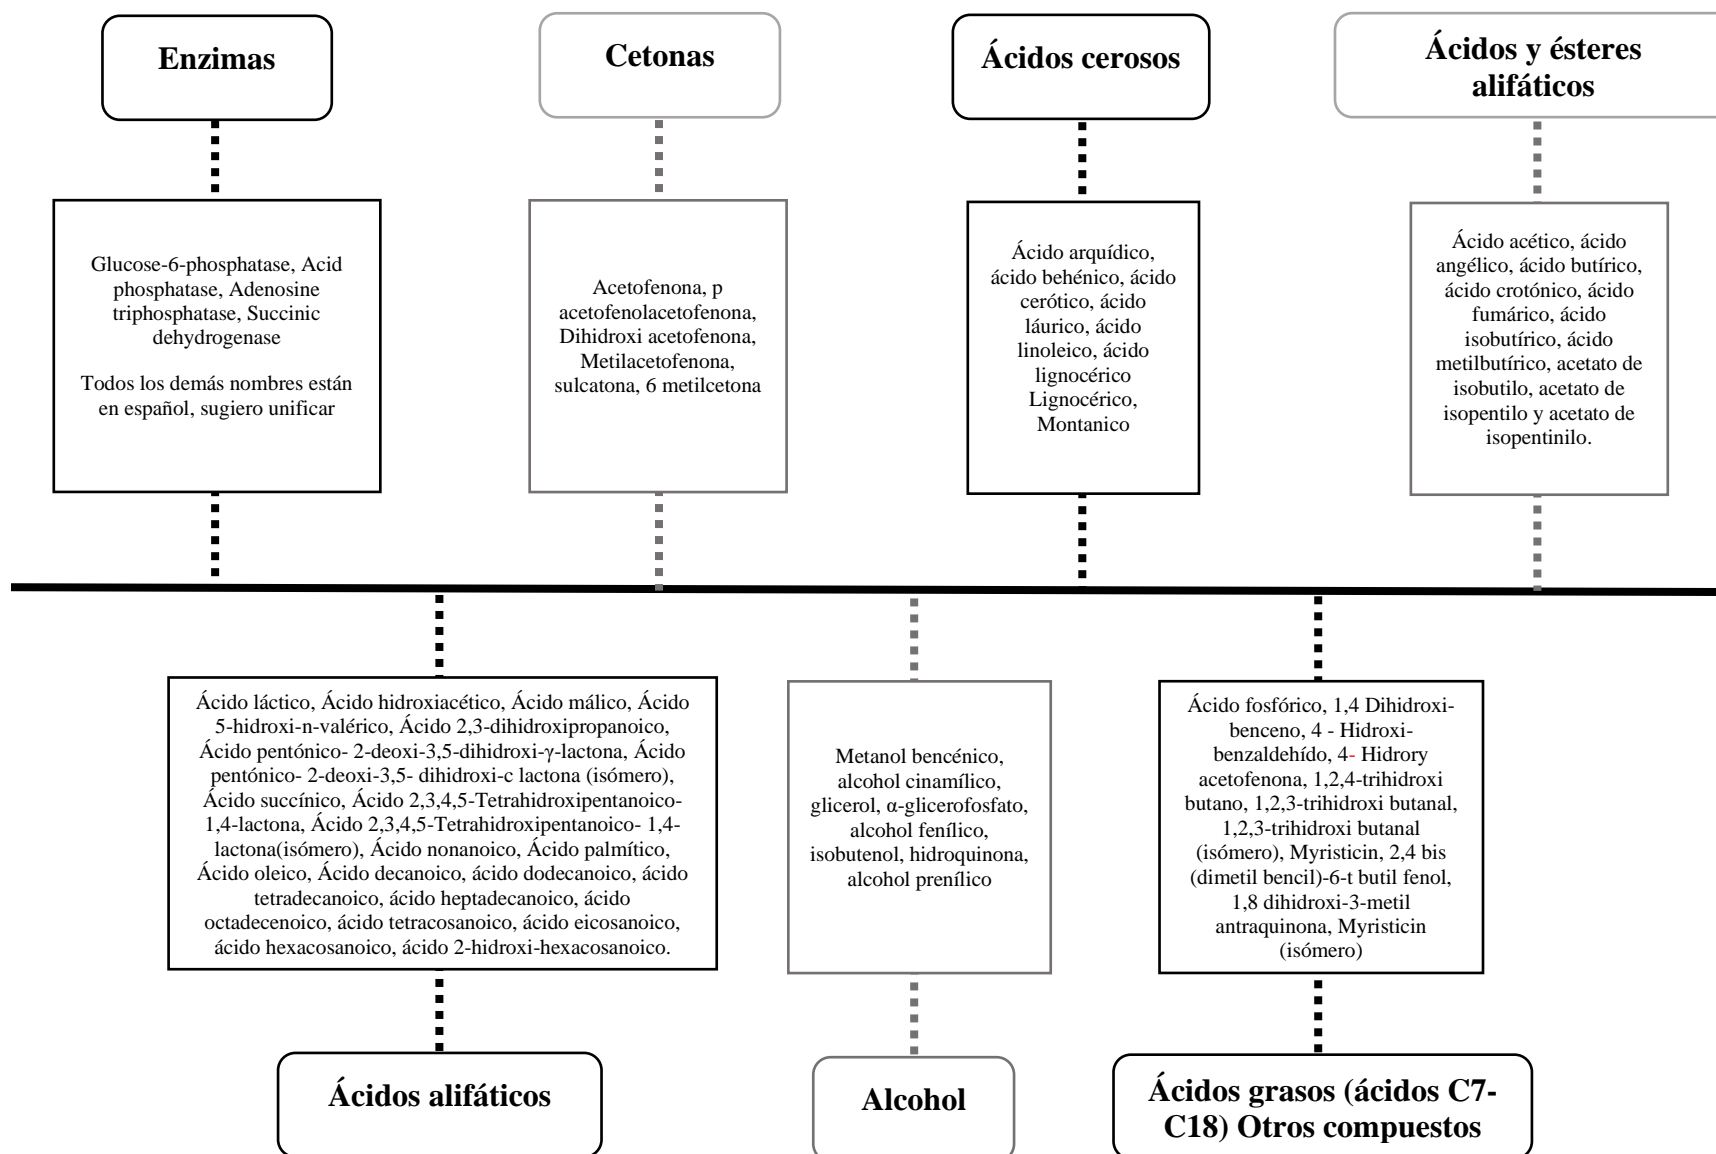 Enzimas
Glucose-6-phosphatase, Acid
phosphatase, Adenosine
triphosphatase, Succinic
dehydrogenase
Todos los demás nombres están
en español, sugiero unificar
Cetonas
Acetofenona, p
acetofenolacetofenona,
Dihidroxi acetofenona,
Metilacetofenona,
sulcatona, 6 metilcetona
Ácidos cerosos
Ácido arquídico,
ácido behénico, ácido
cerótico, ácido
láurico, ácido
linoleico, ácido
lignocérico
Lignocérico,
Montanico
Ácidos y ésteres
alifáticos
Ácido acético, ácido
angélico, ácido butírico,
ácido crotónico, ácido
fumárico, ácido
isobutírico, ácido
metilbutírico, acetato de
isobutilo, acetato de
isopentilo y acetato de
isopentinilo.
Ácido láctico, Ácido hidroxiacético, Ácido málico, Ácido
5-hidroxi-n-valérico, Ácido 2,3-dihidroxipropanoico,
Ácido pentónico- 2-deoxi-3,5-dihidroxi-γ-lactona, Ácido
pentónico- 2-deoxi-3,5- dihidroxi-c lactona (isómero),
Ácido succínico, Ácido 2,3,4,5-Tetrahidroxipentanoico-
1,4-lactona, Ácido 2,3,4,5-Tetrahidroxipentanoico- 1,4-
lactona(isómero), Ácido nonanoico, Ácido palmítico,
Ácido oleico, Ácido decanoico, ácido dodecanoico, ácido
tetradecanoico, ácido heptadecanoico, ácido
octadecenoico, ácido tetracosanoico, ácido eicosanoico,
ácido hexacosanoico, ácido 2-hidroxi-hexacosanoico.
Ácidos alifáticos
Metanol bencénico,
alcohol cinamílico,
glicerol, α-glicerofosfato,
alcohol fenílico,
isobutenol, hidroquinona,
alcohol prenílico
Alcohol
Ácido fosfórico, 1,4 Dihidroxi-
benceno, 4 - Hidroxi-
benzaldehído, 4- Hidrory
acetofenona, 1,2,4-trihidroxi
butano, 1,2,3-trihidroxi butanal,
1,2,3-trihidroxi butanal
(isómero), Myristicin, 2,4 bis
(dimetil bencil)-6-t butil fenol,
1,8 dihidroxi-3-metil
antraquinona, Myristicin
(isómero)
Ácidos grasos (ácidos C7-
C18) Otros compuestos